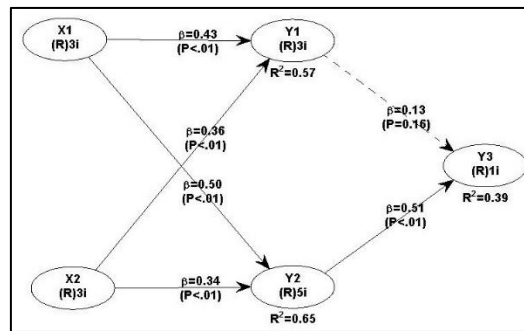 X1
(R)3i
β=0.43
(P<.01)
Y1
(R)3i
R²=0.57
β=0.13
(P=0.16)
β=0.36
(P<.01)
Y3
(R)1i
R²=0.39
β=0.50
(P<.01)
β=0.51
(P<.01)
X2
(R)3i
β=0.34
(P<.01)
Y2
(R)5i
R²=0.65